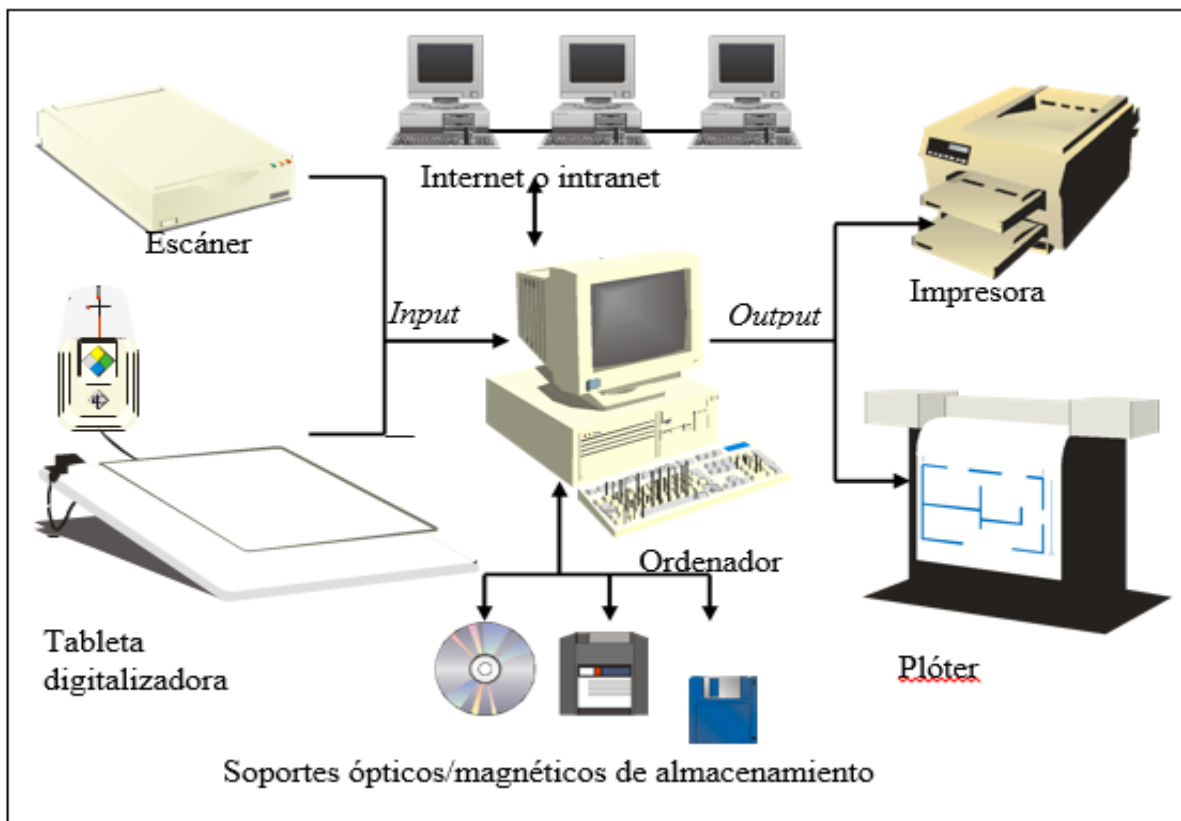 Internet o intranet
Escáner
Impresora
Input
Output
Ordenador
Tableta
digitalizadora
Plóter
Soportes ópticos/magnéticos de almacenamiento